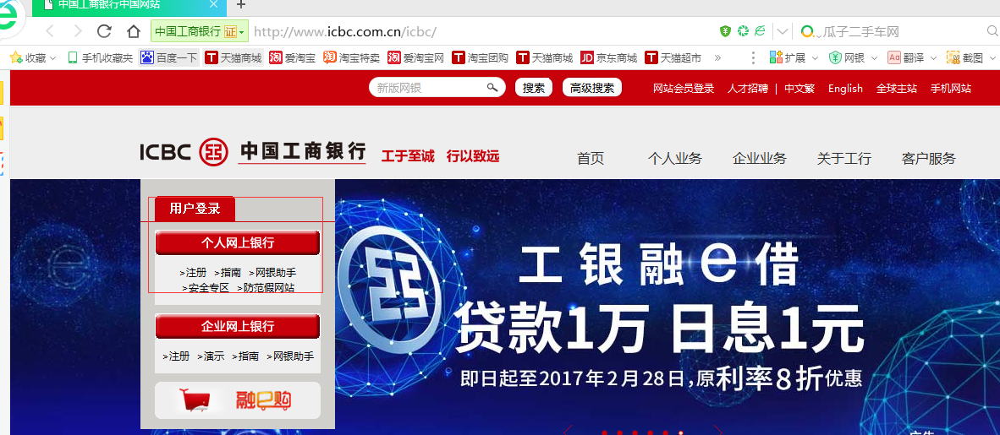 中国工商银行中国网站
中国工商银行 证 http://www.icbc.com.cn/icbc/ 瓜子二手车网
收藏 手机收藏夹 百度一下 天猫商城 爱淘宝 淘宝特卖 爱淘宝网 淘宝团购 天猫商城 京东商城 天猫超市 » 扩展 网银 翻译 截图
新版网银 搜索 高级搜索 网站会员登录 人才招聘 | 中文繁 English 全球主站 手机网站
ICBC 中国工商银行 工于至诚 行以致远
首页 个人业务 企业业务 关于工行 客户服务
用户登录
个人网上银行
>注册 >指南 >网银助手
>安全专区 >防范假网站
企业网上银行
>注册 >演示 >指南 >网银助手
融e购
工银融e借
贷款1万 日息1元
即日起至2017年2月28日,原利率8折优惠